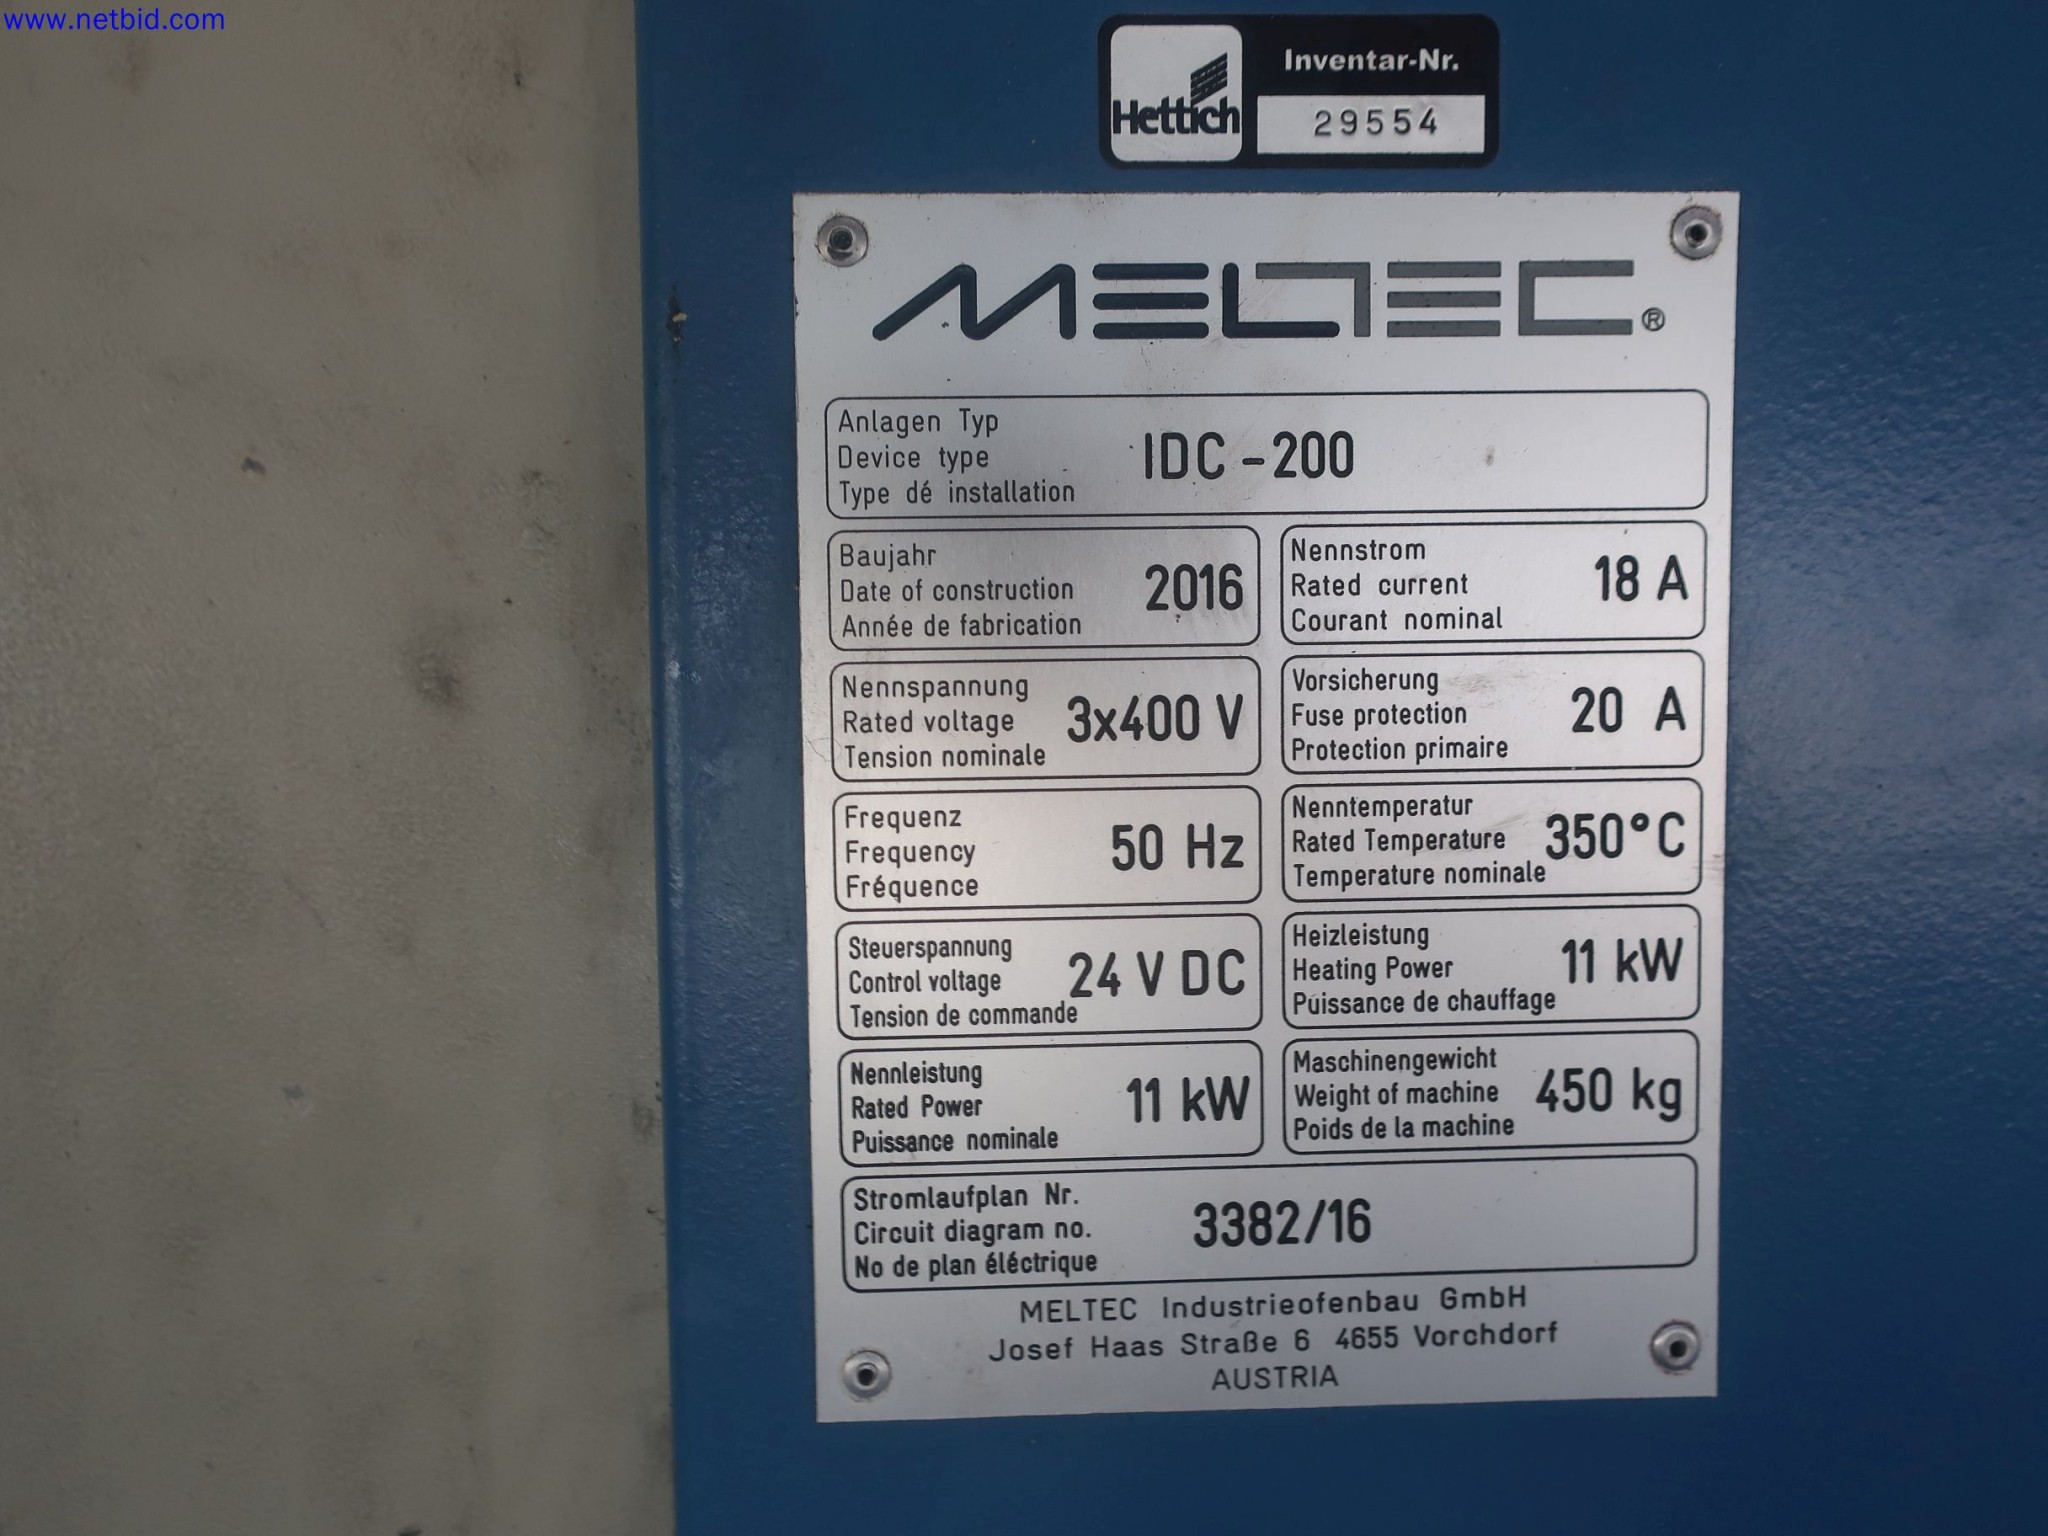 www.netbid.com
Hettich
Inventar-Nr.
29554
MELTEC®
Anlagen Typ
Device type
Type dé installation
IDC-200
Baujahr
Date of construction
Année de fabrication
2016
Nennstrom
Rated current
Courant nominal
18 A
Nennspannung
Rated voltage
Tension nominale
3x400 V
Vorsicherung
Fuse protection
Protection primaire
20 A
Frequenz
Frequency
Fréquence
50 Hz
Nenntemperatur
Rated Temperature
Temperature nominale
350°C
Steuerspannung
Control voltage
Tension de commande
24 V DC
Heizleistung
Heating Power
Puissance de chauffage
11 kW
Nennleistung
Rated Power
Puissance nominale
11 kW
Maschinengewicht
Weight of machine
Poids de la machine
450 kg
Stromlaufplan Nr.
Circuit diagram no.
No de plan éléctrique
3382/16
MELTEC Industrieofenbau GmbH
Josef Haas Straße 6 4655 Vorchdorf
AUSTRIA